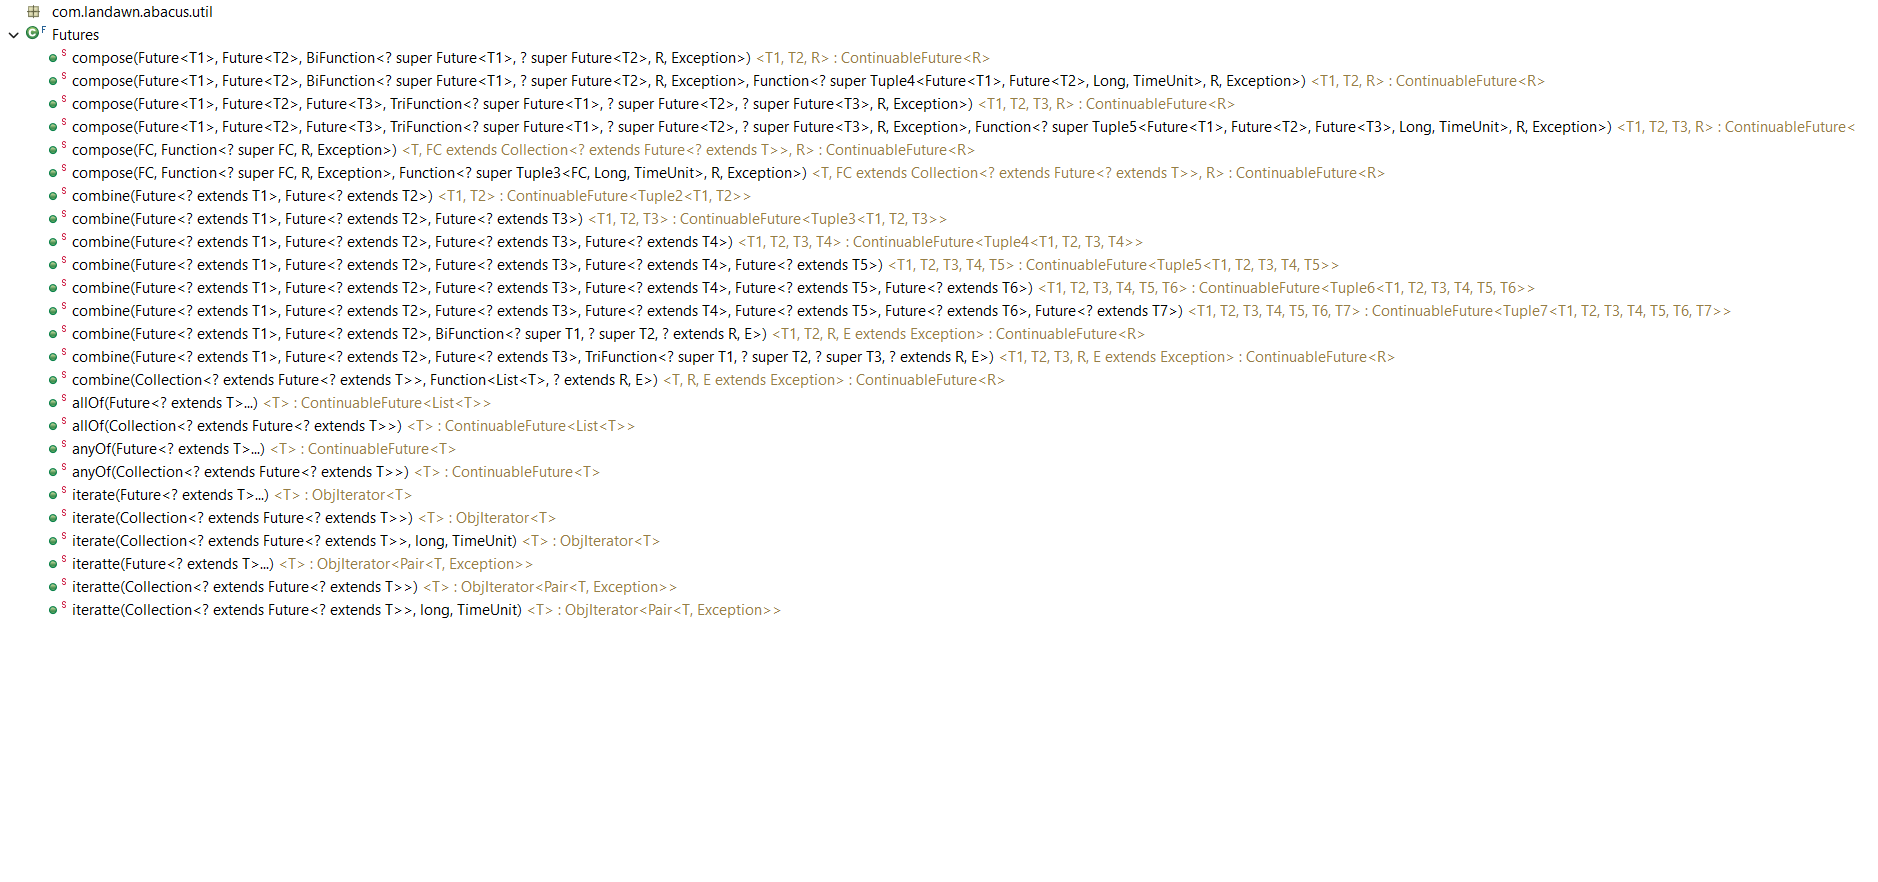 com.landawn.abacus.util
F Futures
S compose(Future<T1>, Future<T2>, BiFunction<? super Future<T1>, ? super Future<T2>, R, Exception>) <T1, T2, R> : ContinuableFuture<R>
S compose(Future<T1>, Future<T2>, BiFunction<? super Future<T1>, ? super Future<T2>, R, Exception>, Function<? super Tuple4<Future<T1>, Future<T2>, Long, TimeUnit>, R, Exception>) <T1, T2, R> : ContinuableFuture<R>
S compose(Future<T1>, Future<T2>, Future<T3>, TriFunction<? super Future<T1>, ? super Future<T2>, ? super Future<T3>, R, Exception>) <T1, T2, T3, R> : ContinuableFuture<R>
S compose(Future<T1>, Future<T2>, Future<T3>, TriFunction<? super Future<T1>, ? super Future<T2>, ? super Future<T3>, R, Exception>, Function<? super Tuple5<Future<T1>, Future<T2>, Future<T3>, Long, TimeUnit>, R, Exception>) <T1, T2, T3, R> : ContinuableFuture<
S compose(FC, Function<? super FC, R, Exception>) <T, FC extends Collection<? extends Future<? extends T>>, R> : ContinuableFuture<R>
S compose(FC, Function<? super FC, R, Exception>, Function<? super Tuple3<FC, Long, TimeUnit>, R, Exception>) <T, FC extends Collection<? extends Future<? extends T>>, R> : ContinuableFuture<R>
S combine(Future<? extends T1>, Future<? extends T2>) <T1, T2> : ContinuableFuture<Tuple2<T1, T2>>
S combine(Future<? extends T1>, Future<? extends T2>, Future<? extends T3>) <T1, T2, T3> : ContinuableFuture<Tuple3<T1, T2, T3>>
S combine(Future<? extends T1>, Future<? extends T2>, Future<? extends T3>, Future<? extends T4>) <T1, T2, T3, T4> : ContinuableFuture<Tuple4<T1, T2, T3, T4>>
S combine(Future<? extends T1>, Future<? extends T2>, Future<? extends T3>, Future<? extends T4>, Future<? extends T5>) <T1, T2, T3, T4, T5> : ContinuableFuture<Tuple5<T1, T2, T3, T4, T5>>
S combine(Future<? extends T1>, Future<? extends T2>, Future<? extends T3>, Future<? extends T4>, Future<? extends T5>, Future<? extends T6>) <T1, T2, T3, T4, T5, T6> : ContinuableFuture<Tuple6<T1, T2, T3, T4, T5, T6>>
S combine(Future<? extends T1>, Future<? extends T2>, Future<? extends T3>, Future<? extends T4>, Future<? extends T5>, Future<? extends T6>, Future<? extends T7>) <T1, T2, T3, T4, T5, T6, T7> : ContinuableFuture<Tuple7<T1, T2, T3, T4, T5, T6, T7>>
S combine(Future<? extends T1>, Future<? extends T2>, BiFunction<? super T1, ? super T2, ? extends R, E>) <T1, T2, R, E extends Exception> : ContinuableFuture<R>
S combine(Future<? extends T1>, Future<? extends T2>, Future<? extends T3>, TriFunction<? super T1, ? super T2, ? super T3, ? extends R, E>) <T1, T2, T3, R, E extends Exception> : ContinuableFuture<R>
S combine(Collection<? extends Future<? extends T>>, Function<List<T>, ? extends R, E>) <T, R, E extends Exception> : ContinuableFuture<R>
S allOf(Future<? extends T>...) <T> : ContinuableFuture<List<T>>
S allOf(Collection<? extends Future<? extends T>>) <T> : ContinuableFuture<List<T>>
S anyOf(Future<? extends T>...) <T> : ContinuableFuture<T>
S anyOf(Collection<? extends Future<? extends T>>) <T> : ContinuableFuture<T>
S iterate(Future<? extends T>...) <T> : ObjIterator<T>
S iterate(Collection<? extends Future<? extends T>>) <T> : ObjIterator<T>
S iterate(Collection<? extends Future<? extends T>>, long, TimeUnit) <T> : ObjIterator<T>
S iteratte(Future<? extends T>...) <T> : ObjIterator<Pair<T, Exception>>
S iteratte(Collection<? extends Future<? extends T>>) <T> : ObjIterator<Pair<T, Exception>>
S iteratte(Collection<? extends Future<? extends T>>, long, TimeUnit) <T> : ObjIterator<Pair<T, Exception>>